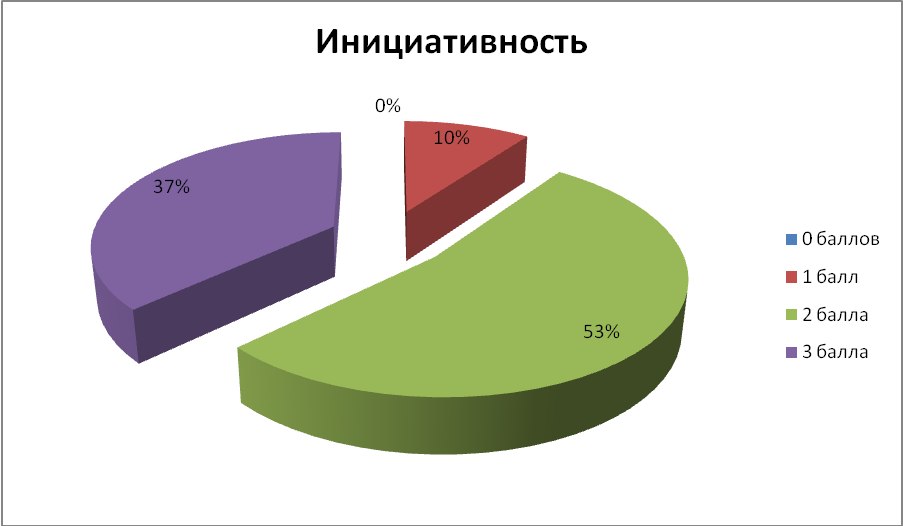 Инициативность
0%
10%
37%
53%
0 баллов
1 балл
2 балла
3 балла